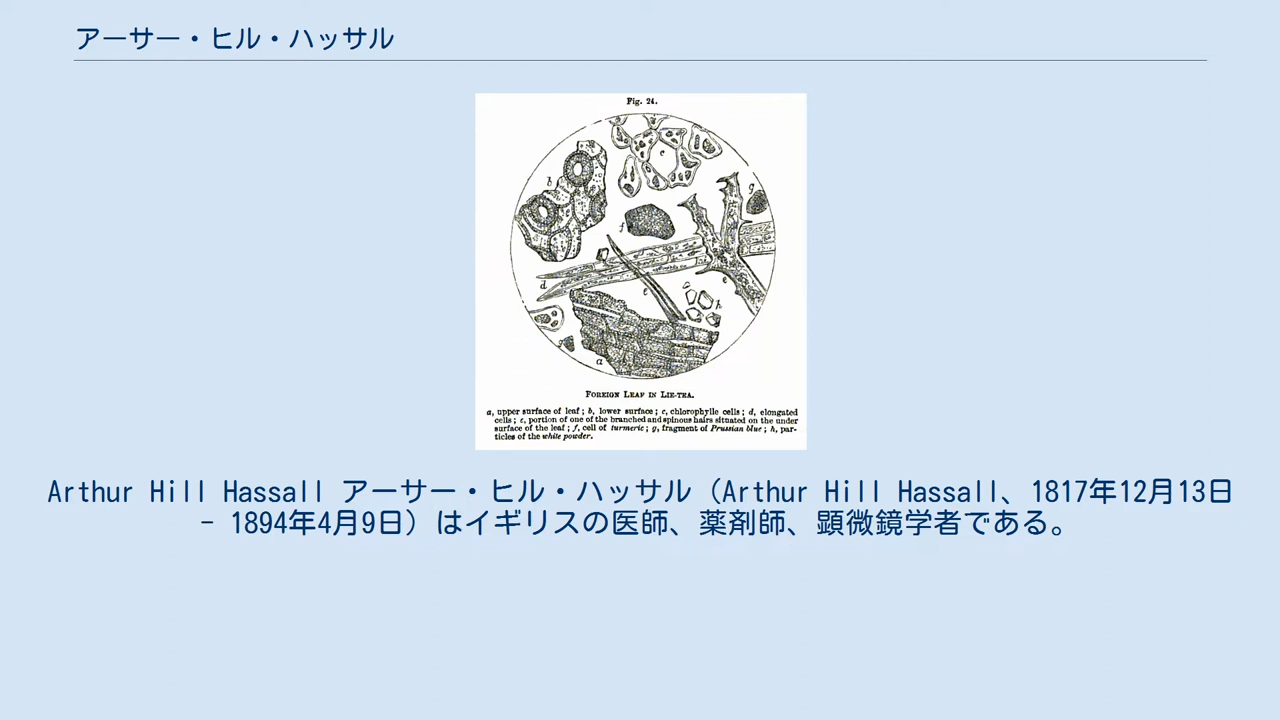 アーサー・ヒル・ハッサル
Fig. 24.
b
c
g
f
e
d
e
h
a
FOREIGN LEAF IN LIE-TEA.
a, upper surface of leaf; b, lower surface; c, chlorophylle cells; d, elongated
cells; e, portion of one of the branched and spinous hairs situated on the under
surface of the leaf; f, cell of turmeric; g, fragment of Prussian blue; h, par-
ticles of the white powder.
Arthur Hill Hassall アーサー・ヒル・ハッサル（Arthur Hill Hassall、1817年12月13日
- 1894年4月9日）はイギリスの医師、薬剤師、顕微鏡学者である。